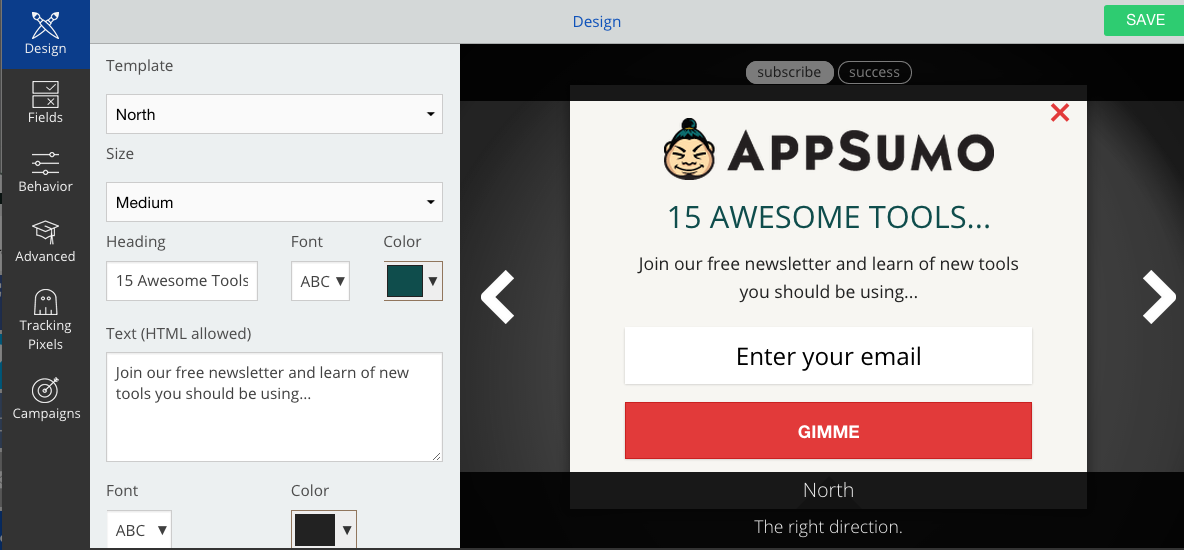 Design
Fields
Behavior
Advanced
Tracking
Pixels
Campaigns
Design
SAVE
Template
North
Size
Medium
Heading Font Color
15 Awesome Tools ABC
Text (HTML allowed)
Join our free newsletter and learn of new
tools you should be using...
Font Color
ABC
subscribe success
APPSUMO
15 AWESOME TOOLS...
Join our free newsletter and learn of new tools
you should be using...
Enter your email
GIMME
North
The right direction.